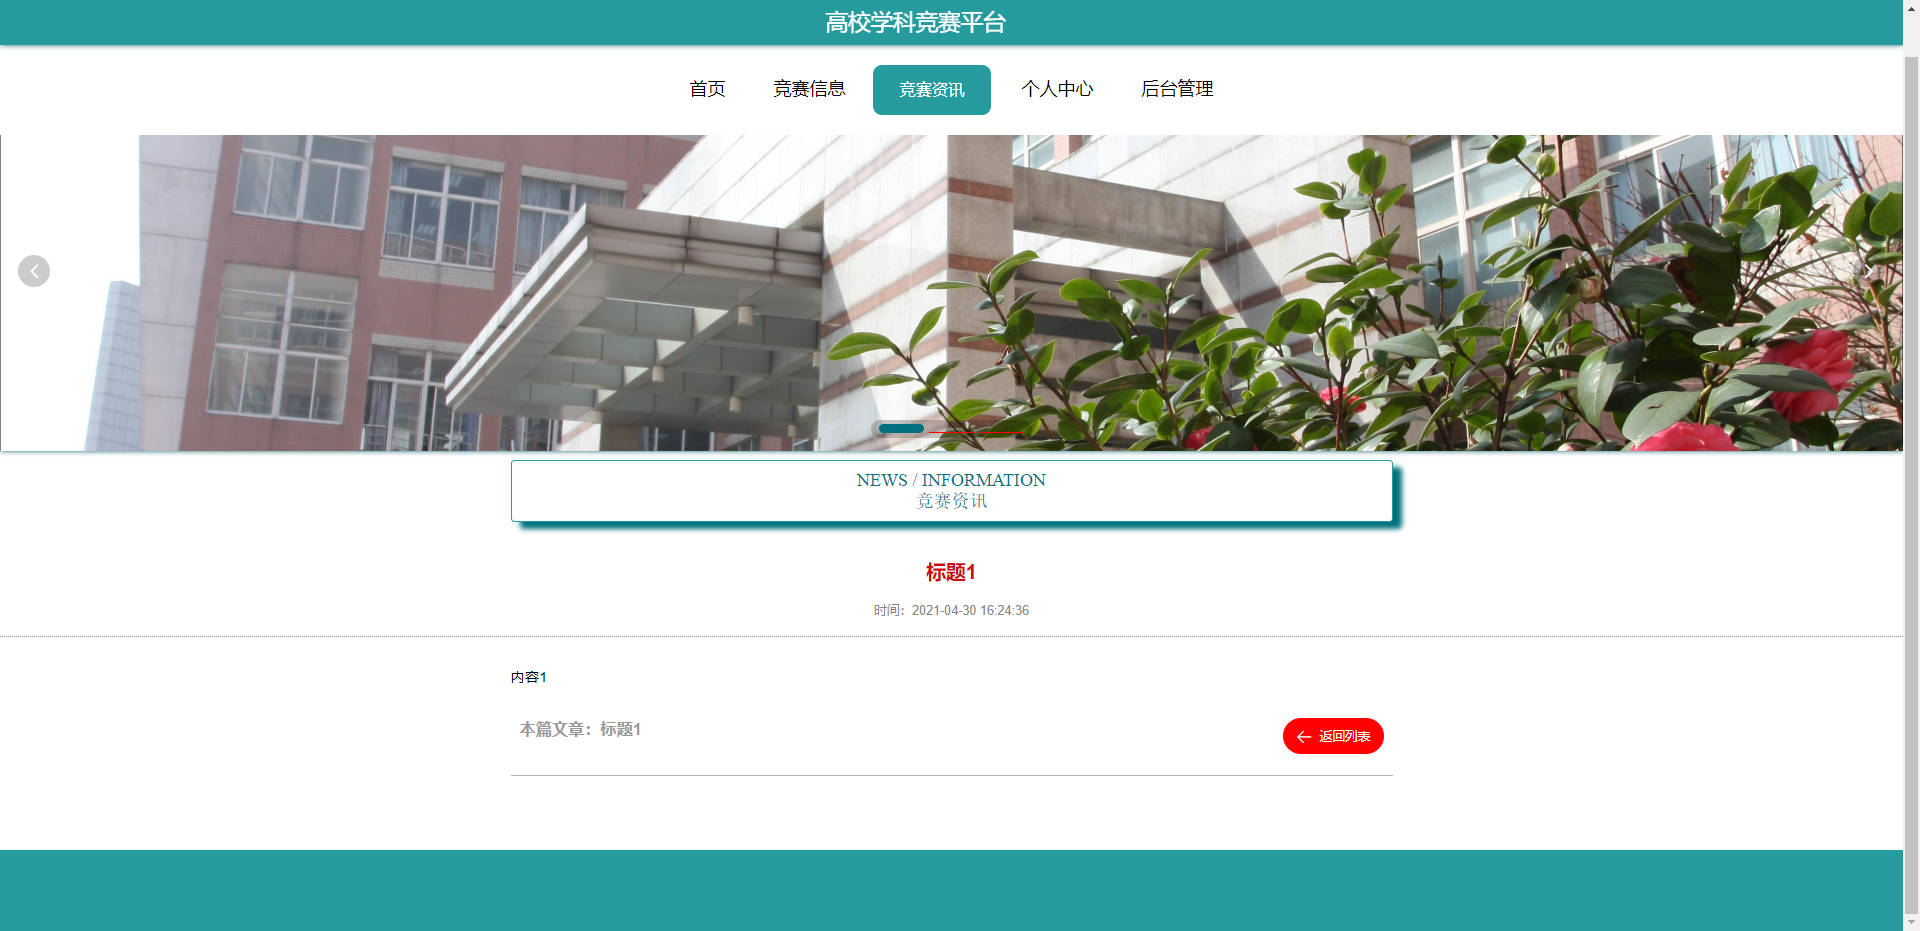 高校学科竞赛平台
首页 竞赛信息 竞赛资讯 个人中心 后台管理
NEWS / INFORMATION
竞赛资讯
标题1
时间：2021-04-30 16:24:36
内容1
本篇文章：标题1
返回列表